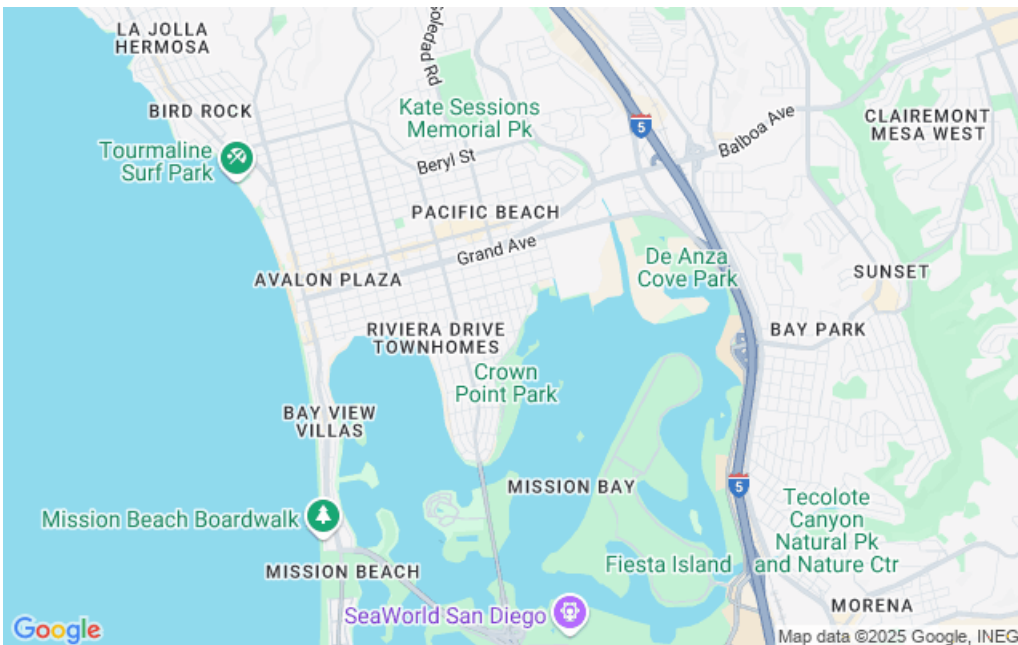 LA JOLLA
HERMOSA
Soledad Rd
BIRD ROCK
Kate Sessions
Memorial Pk
5
Balboa Ave
CLAIREMONT
MESA WEST
Tourmaline
Surf Park
Beryl St
PACIFIC BEACH
Grand Ave
De Anza
Cove Park
SUNSET
AVALON PLAZA
RIVIERA DRIVE
TOWNHOMES
BAY PARK
Crown
Point Park
BAY VIEW
VILLAS
MISSION BAY
5
Tecolote
Canyon
Natural Pk
and Nature Ctr
Mission Beach Boardwalk
Fiesta Island
MISSION BEACH
SeaWorld San Diego
MORENA
Google
Map data ©2025 Google, INEG